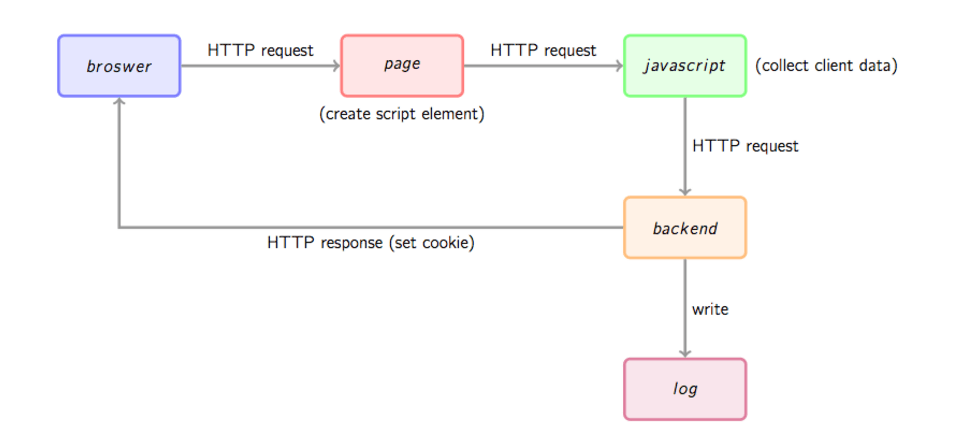 HTTP request
HTTP request
broswer
page
javascript
(collect client data)
(create script element)
HTTP request
backend
HTTP response (set cookie)
write
log